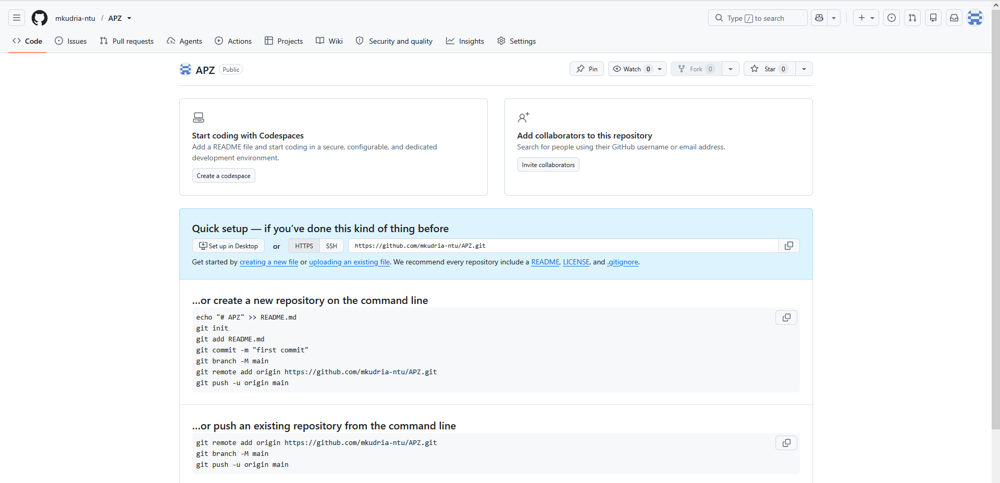 mkudria-ntu / APZ
Type / to search
Code Issues Pull requests Agents Actions Projects Wiki Security and quality Insights Settings
APZ Public
Pin Watch 0 Fork 0 Star 0
Start coding with Codespaces
Add a README file and start coding in a secure, configurable, and dedicated
development environment.
Create a codespace
Add collaborators to this repository
Search for people using their GitHub username or email address.
Invite collaborators
Quick setup — if you’ve done this kind of thing before
Set up in Desktop or HTTPS SSH https://github.com/mkudria-ntu/APZ.git
Get started by creating a new file or uploading an existing file. We recommend every repository include a README, LICENSE, and .gitignore.
…or create a new repository on the command line
echo "# APZ" >> README.md
git init
git add README.md
git commit -m "first commit"
git branch -M main
git remote add origin https://github.com/mkudria-ntu/APZ.git
git push -u origin main
…or push an existing repository from the command line
git remote add origin https://github.com/mkudria-ntu/APZ.git
git branch -M main
git push -u origin main